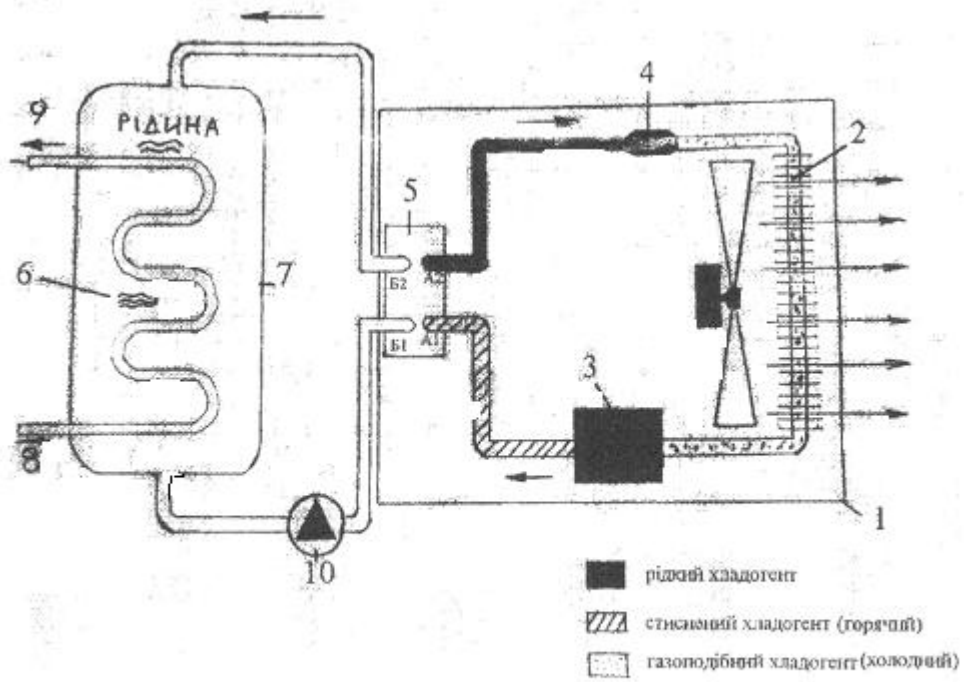 9
РІДИНА
4
2
5
6
7
Б2
А2
Б1
А1
3
8
10
1
рідкий хладогент
стиснений хладогент (горячий)
газоподібний хладогент (холодний)